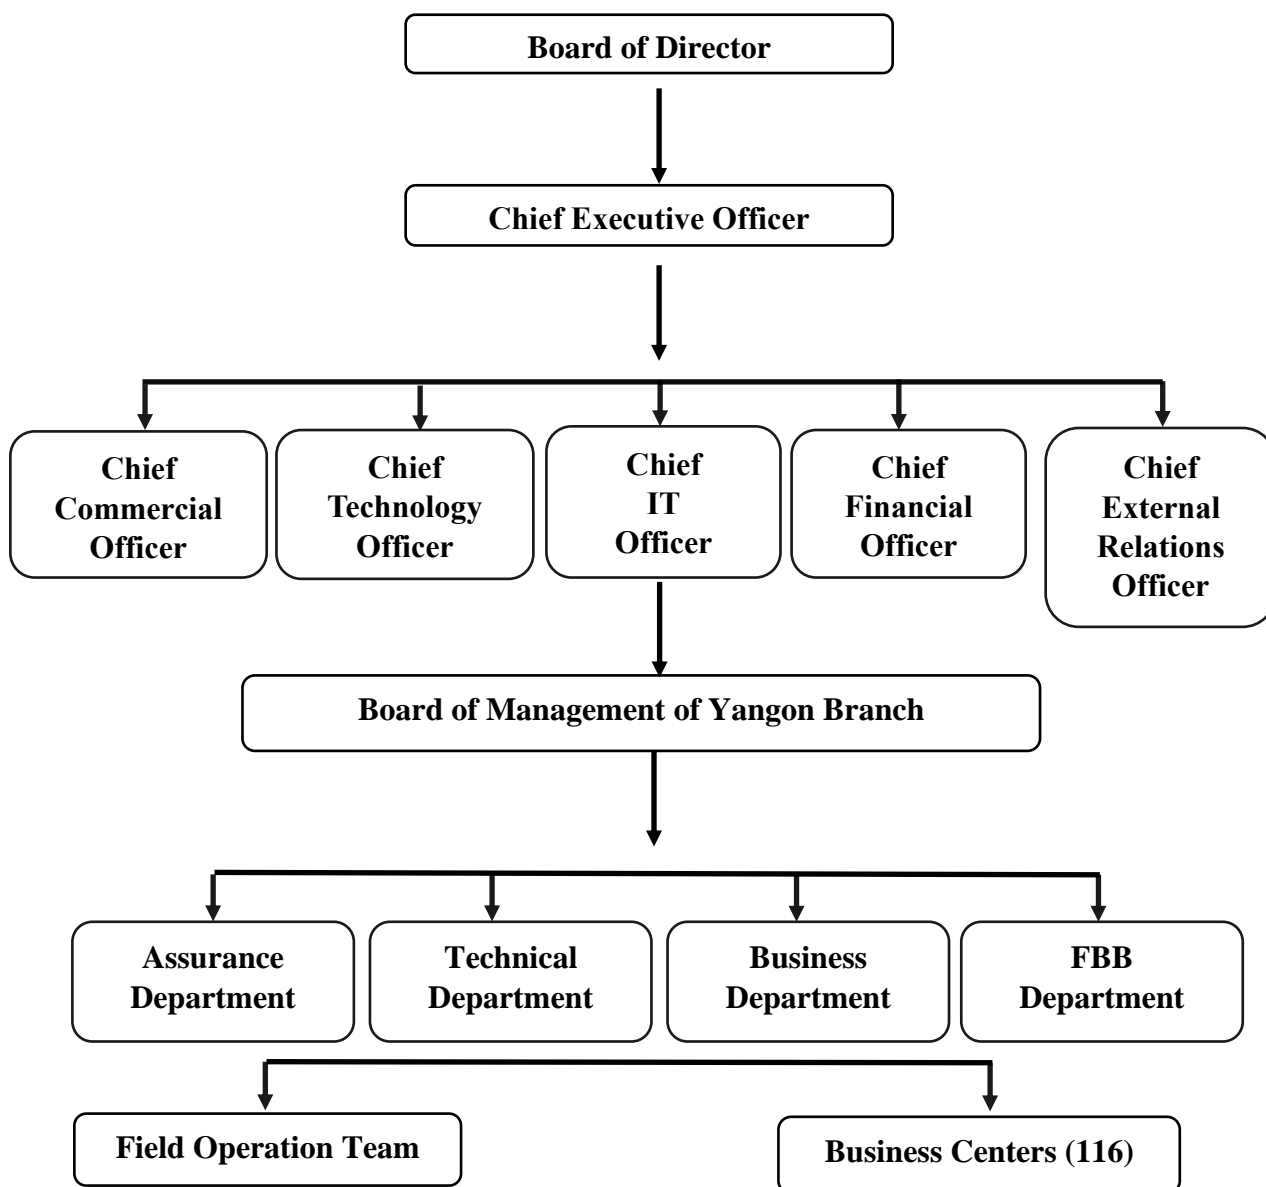 Board of Director
Chief Executive Officer
Chief
Commercial
Officer
Chief
Technology
Officer
Chief
IT
Officer
Chief
Financial
Officer
Chief
External
Relations
Officer
Board of Management of Yangon Branch
Assurance
Department
Technical
Department
Business
Department
FBB
Department
Field Operation Team
Business Centers (116)